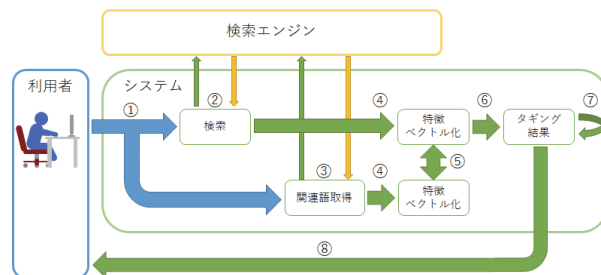 検索エンジン
利用者
システム
①
②
検索
③
関連語取得
④
特徴
ベクトル化
④
特徴
ベクトル化
⑤
⑥
タギング
結果
⑦
⑧